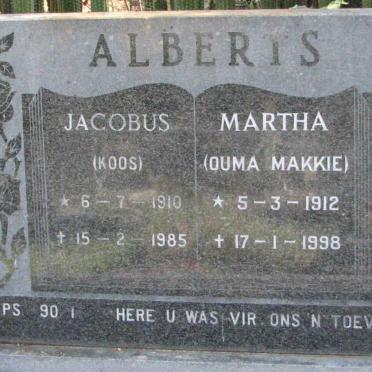 ALBERTS
JACOBUS
(KOOS)
* 6-7-1910
† 15-2-1985
MARTHA
(OUMA MAKKIE)
* 5-3-1912
† 17-1-1998
PS 90 1 HERE U WAS VIR ONS 'N TOEV